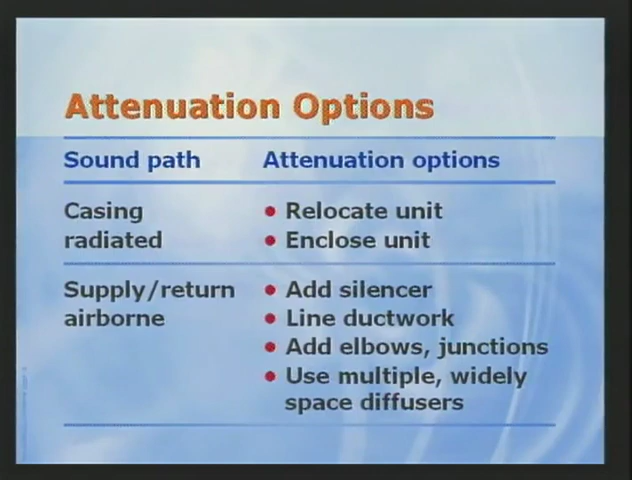 Attenuation Options
Sound path Attenuation options
Casing radiated
• Relocate unit
• Enclose unit
Supply/return airborne
• Add silencer
• Line ductwork
• Add elbows, junctions
• Use multiple, widely
space diffusers